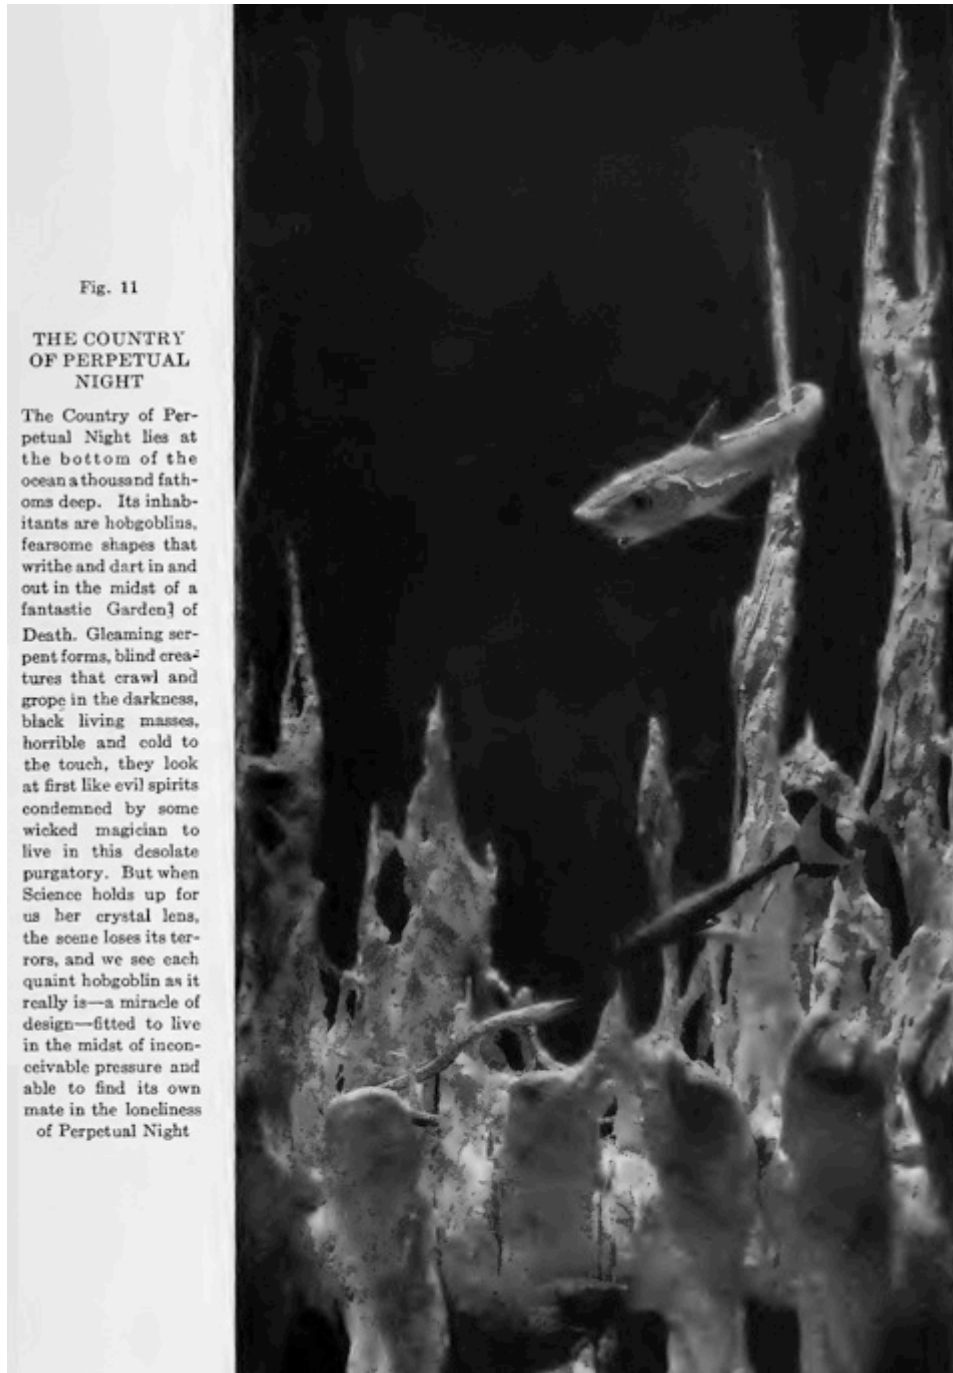 Fig. 11
THE COUNTRY
OF PERPETUAL
NIGHT
The Country of Per-
petual Night lies at
the bottom of the
ocean a thousand fath-
oms deep. Its inhab-
itants are hobgoblins,
fearsome shapes that
writhe and dart in and
out in the midst of a
fantastic Garden] of
Death. Gleaming ser-
pent forms, blind crea-
tures that crawl and
grope in the darkness,
black living masses,
horrible and cold to
the touch, they look
at first like evil spirits
condemned by some
wicked magician to
live in this desolate
purgatory. But when
Science holds up for
us her crystal lens,
the scene loses its ter-
rors, and we see each
quaint hobgoblin as it
really is—a miracle of
design—fitted to live
in the midst of incon-
ceivable pressure and
able to find its own
mate in the loneliness
of Perpetual Night